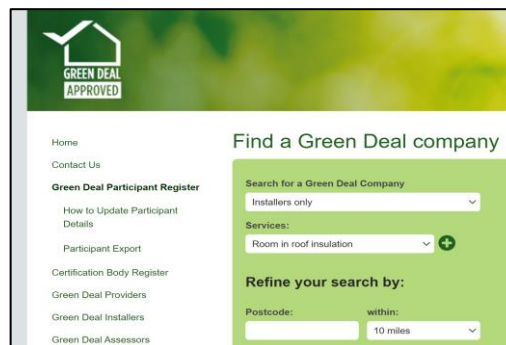 GREEN DEAL
APPROVED
Home
Contact Us
Green Deal Participant Register
How to Update Participant
Details
Participant Export
Certification Body Register
Green Deal Providers
Green Deal Installers
Green Deal Assessors
Find a Green Deal company
Search for a Green Deal Company
Installers only
Services:
Room in roof insulation
Refine your search by:
Postcode: within:
10 miles